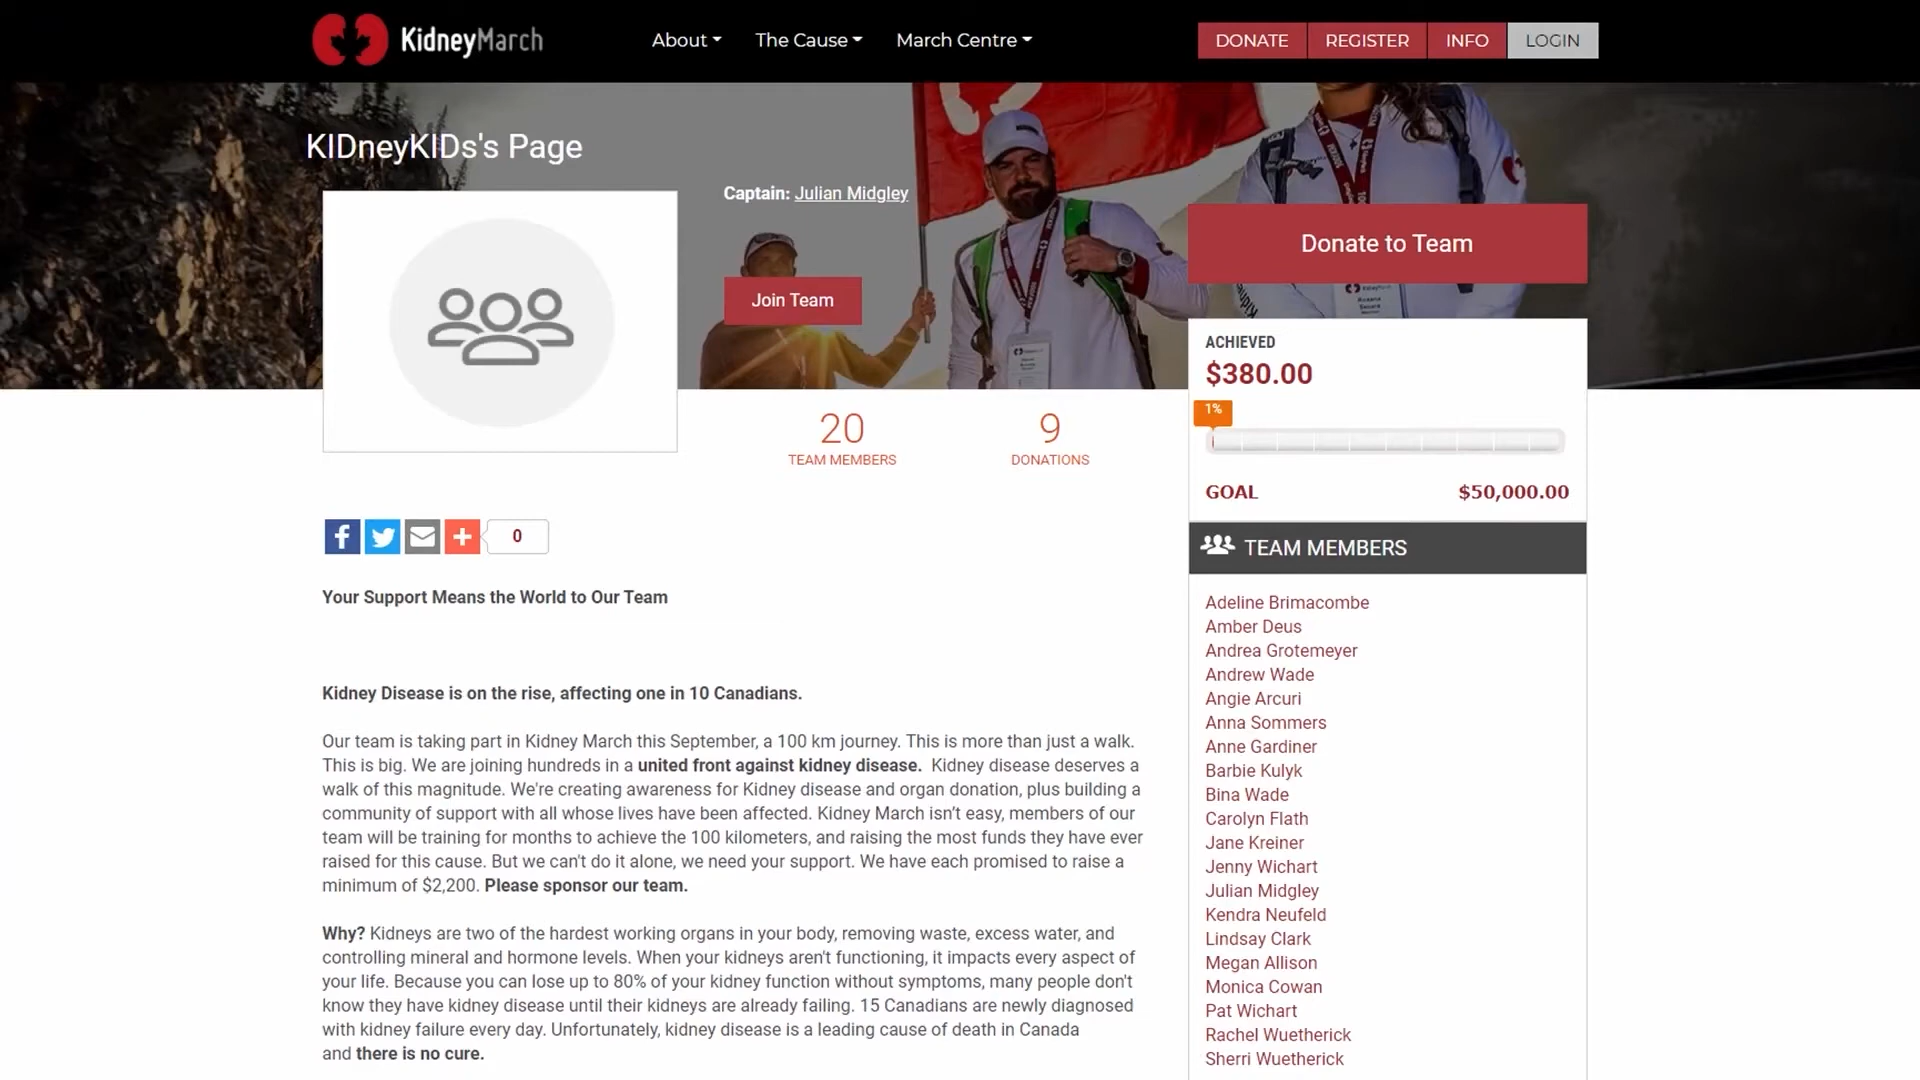 KidneyMarch
About
The Cause
March Centre
DONATE
REGISTER
INFO
LOGIN
KIDneyKIDs's Page
Captain: Julian Midgley
Join Team
Donate to Team
ACHIEVED
$380.00
1%
GOAL $50,000.00
20
TEAM MEMBERS
9
DONATIONS
0
Your Support Means the World to Our Team
Kidney Disease is on the rise, affecting one in 10 Canadians.
Our team is taking part in Kidney March this September, a 100 km journey. This is more than just a walk.
This is big. We are joining hundreds in a united front against kidney disease.  Kidney disease deserves a
walk of this magnitude. We're creating awareness for Kidney disease and organ donation, plus building a
community of support with all whose lives have been affected. Kidney March isn’t easy, members of our
team will be training for months to achieve the 100 kilometers, and raising the most funds they have ever
raised for this cause. But we can't do it alone, we need your support. We have each promised to raise a
minimum of $2,200. Please sponsor our team.
Why? Kidneys are two of the hardest working organs in your body, removing waste, excess water, and
controlling mineral and hormone levels. When your kidneys aren't functioning, it impacts every aspect of
your life. Because you can lose up to 80% of your kidney function without symptoms, many people don't
know they have kidney disease until their kidneys are already failing. 15 Canadians are newly diagnosed
with kidney failure every day. Unfortunately, kidney disease is a leading cause of death in Canada
and there is no cure.
TEAM MEMBERS
Adeline Brimacombe
Amber Deus
Andrea Grotemeyer
Andrew Wade
Angie Arcuri
Anna Sommers
Anne Gardiner
Barbie Kulyk
Bina Wade
Carolyn Flath
Jane Kreiner
Jenny Wichart
Julian Midgley
Kendra Neufeld
Lindsay Clark
Megan Allison
Monica Cowan
Pat Wichart
Rachel Wuetherick
Sherri Wuetherick